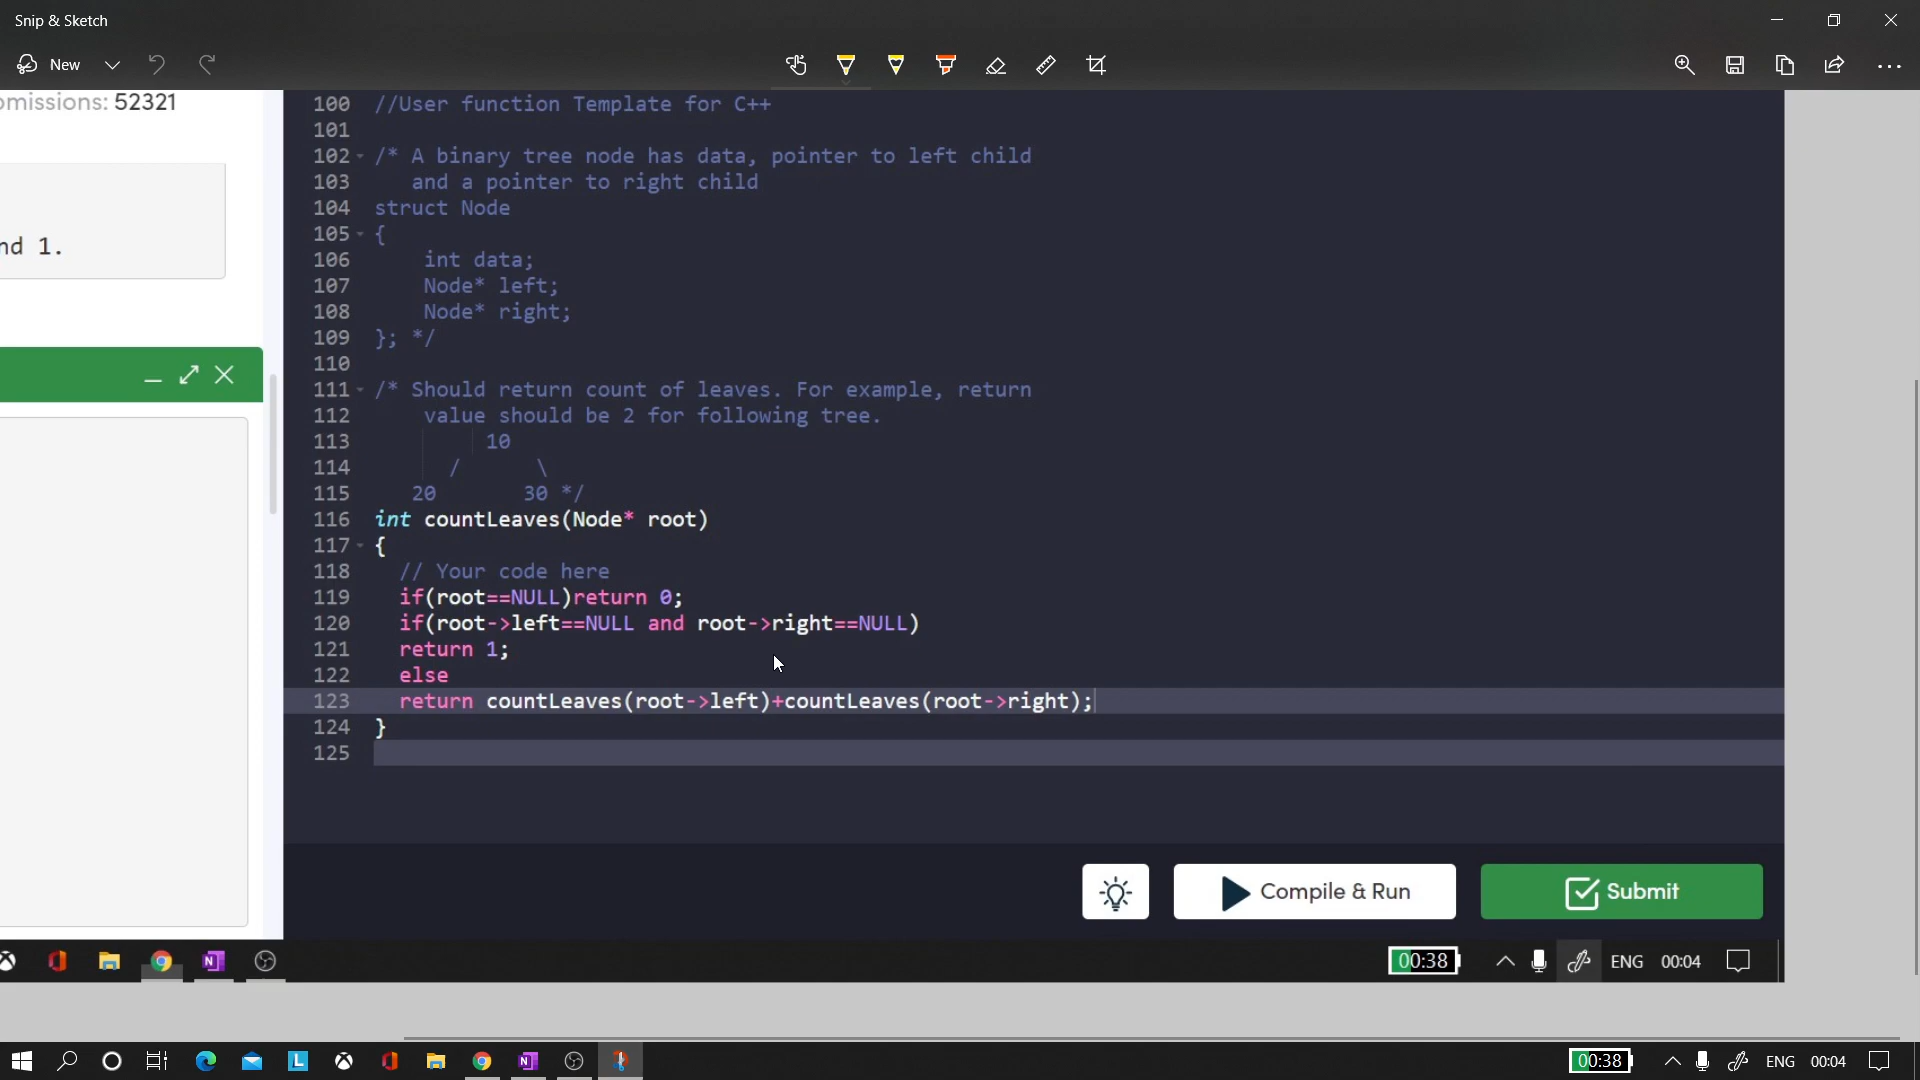 Snip & Sketch
New
omissions: 52321
nd 1.
100 //User function Template for C++
101
102 /* A binary tree node has data, pointer to left child
103 and a pointer to right child
104 struct Node
105 {
106 int data;
107 Node* left;
108 Node* right;
109 }; */
110
111 /* Should return count of leaves. For example, return
112 value should be 2 for following tree.
113 10
114 / \
115 20 30 */
116 int countLeaves(Node* root)
117 {
118 // Your code here
119 if(root==NULL)return 0;
120 if(root->left==NULL and root->right==NULL)
121 return 1;
122 else
123 return countLeaves(root->left)+countLeaves(root->right);
124 }
125
Compile & Run
Submit
00:38 ENG 00:04
00:38 ENG 00:04